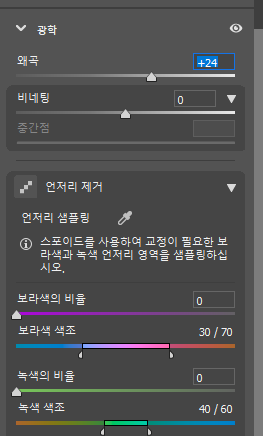 광학
왜곡
+24
비네팅
0
중간점
언저리 제거
언저리 샘플링
스포이드를 사용하여 교정이 필요한 보
라색과 녹색 언저리 영역을 샘플링하십
시오.
보라색의 비율
0
보라색 색조
30 / 70
녹색의 비율
0
녹색 색조
40 / 60